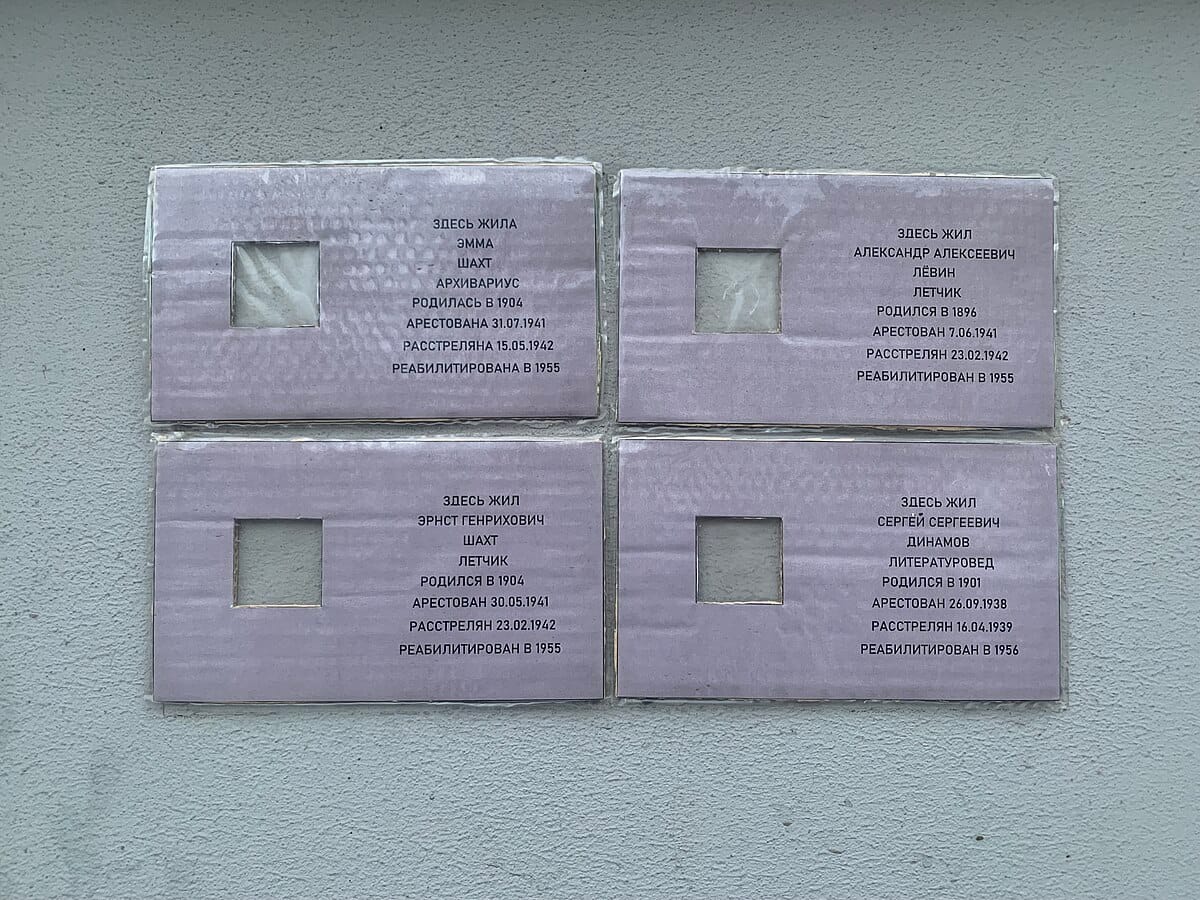 ЗДЕСЬ ЖИЛА
ЭММА
ШАХТ
АРХИВАРИУС
РОДИЛАСЬ В 1904
АРЕСТОВАНА 31.07.1941
РАССТРЕЛЯНА 15.05.1942
РЕАБИЛИТИРОВАНА В 1955
ЗДЕСЬ ЖИЛ
АЛЕКСАНДР АЛЕКСЕЕВИЧ
ЛЁВИН
ЛЕТЧИК
РОДИЛСЯ В 1896
АРЕСТОВАН 7.06.1941
РАССТРЕЛЯН 23.02.1942
РЕАБИЛИТИРОВАН В 1955
ЗДЕСЬ ЖИЛ
ЭРНСТ ГЕНРИХОВИЧ
ШАХТ
ЛЕТЧИК
РОДИЛСЯ В 1904
АРЕСТОВАН 30.05.1941
РАССТРЕЛЯН 23.02.1942
РЕАБИЛИТИРОВАН В 1955
ЗДЕСЬ ЖИЛ
СЕРГЕЙ СЕРГЕЕВИЧ
ДИНАМОВ
ЛИТЕРАТУРОВЕД
РОДИЛСЯ В 1901
АРЕСТОВАН 26.09.1938
РАССТРЕЛЯН 16.04.1939
РЕАБИЛИТИРОВАН В 1956